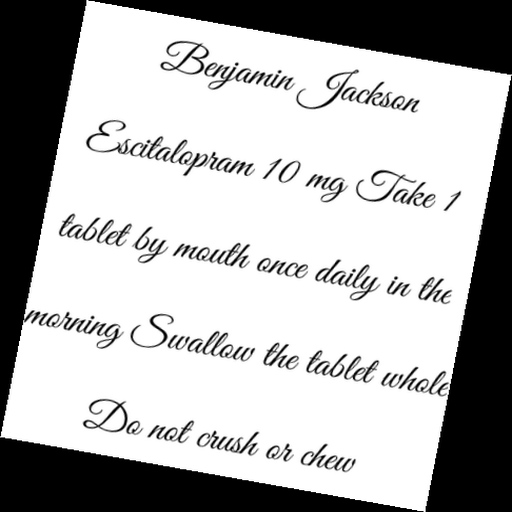 Benjamin Jackson
Escitalopram 10 mg Take 1
tablet by mouth once daily in the
morning Swallow the tablet whole
Do not crush or chew